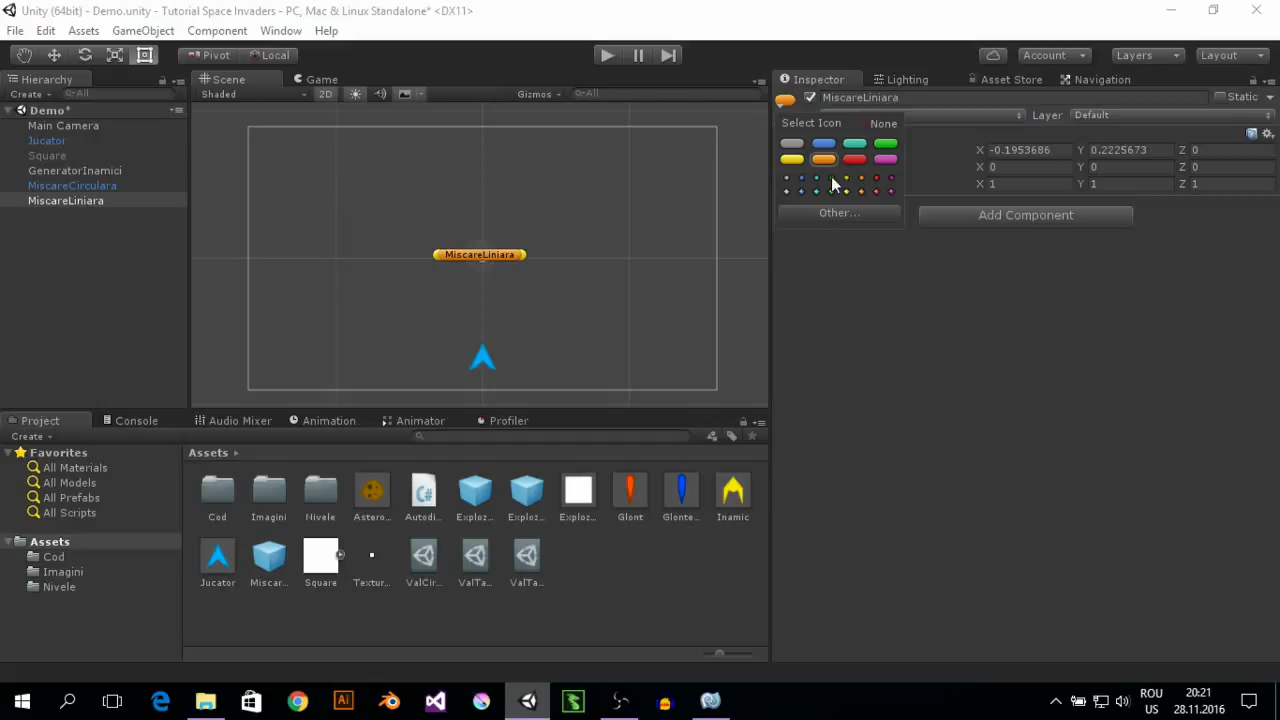 Unity (64bit) - Demo.unity - Tutorial Space Invaders - PC, Mac & Linux Standalone* <DX11>
File Edit Assets GameObject Component Window Help
Pivot Local Account Layers Layout
Hierarchy Scene Game Inspector Lighting Asset Store Navigation
Create All Shaded 2D Gizmos All MiscareLiniara Static
Demo*
Main Camera
Jucator
Square
GeneratorInamici
MiscareCirculara
MiscareLiniara
MiscareLiniara
Select Icon None
Other...
Layer Default
X -0.1953686 Y 0.2225673 Z 0
X 0 Y 0 Z 0
X 1 Y 1 Z 1
Add Component
Project Console Audio Mixer Animation Animator Profiler
Create
Favorites
All Materials
All Models
All Prefabs
All Scripts
Assets
Cod
Imagini
Nivele
Assets
Cod Imagini Nivele Astero... Autodi... Exploz... Exploz... Exploz... Glont Glonte... Inamic
C#
Jucator Miscar... Square Textur... ValCir... ValTa... ValTa...
Ai
ROU
US
20:21
28.11.2016